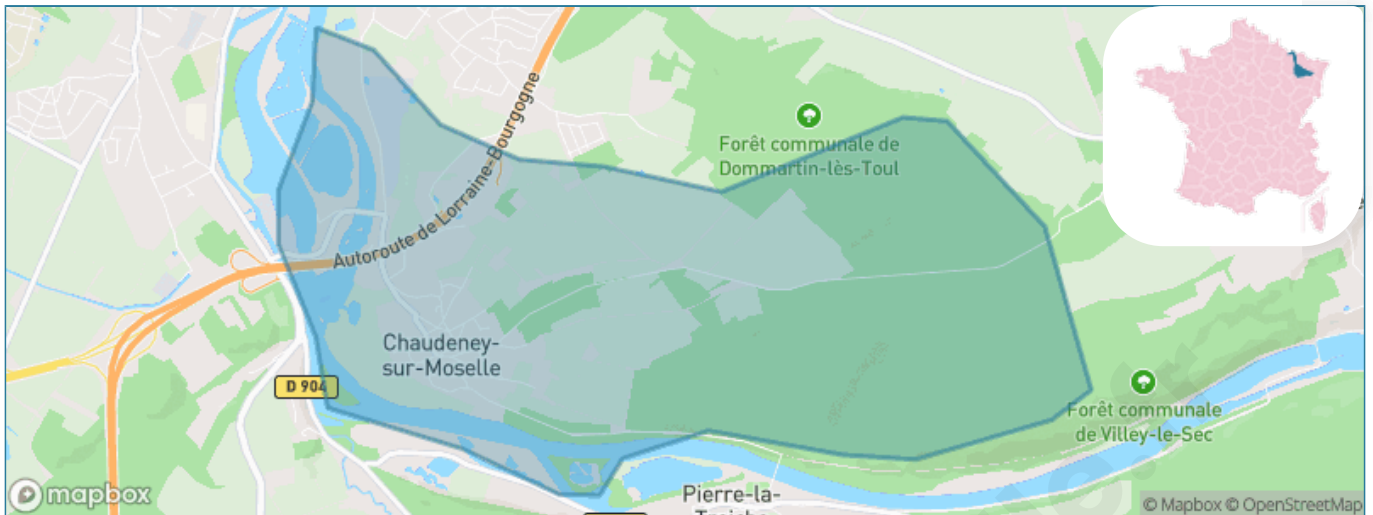 Autoroute de Lorraine-Bourgogne
Forêt communale de
Dommartin-lès-Toul
Chaudeney-
sur-Moselle
D 904
Forêt communale
de Villey-le-Sec
Pierre-la-
mapbox
© Mapbox © OpenStreetMap